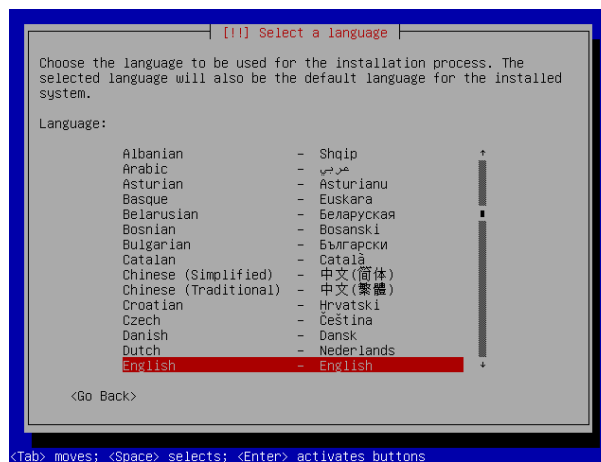 [!!] Select a language
Choose the language to be used for the installation process. The
selected language will also be the default language for the installed
system.
Language:
Albanian – Shqip
Arabic – عربي
Asturian – Asturianu
Basque – Euskara
Belarusian – Беларуская
Bosnian – Bosanski
Bulgarian – Български
Catalan – Català
Chinese (Simplified) – 中文(简体)
Chinese (Traditional) – 中文(繁體)
Croatian – Hrvatski
Czech – Čeština
Danish – Dansk
Dutch – Nederlands
English – English
<Go Back>
<Tab> moves; <Space> selects; <Enter> activates buttons